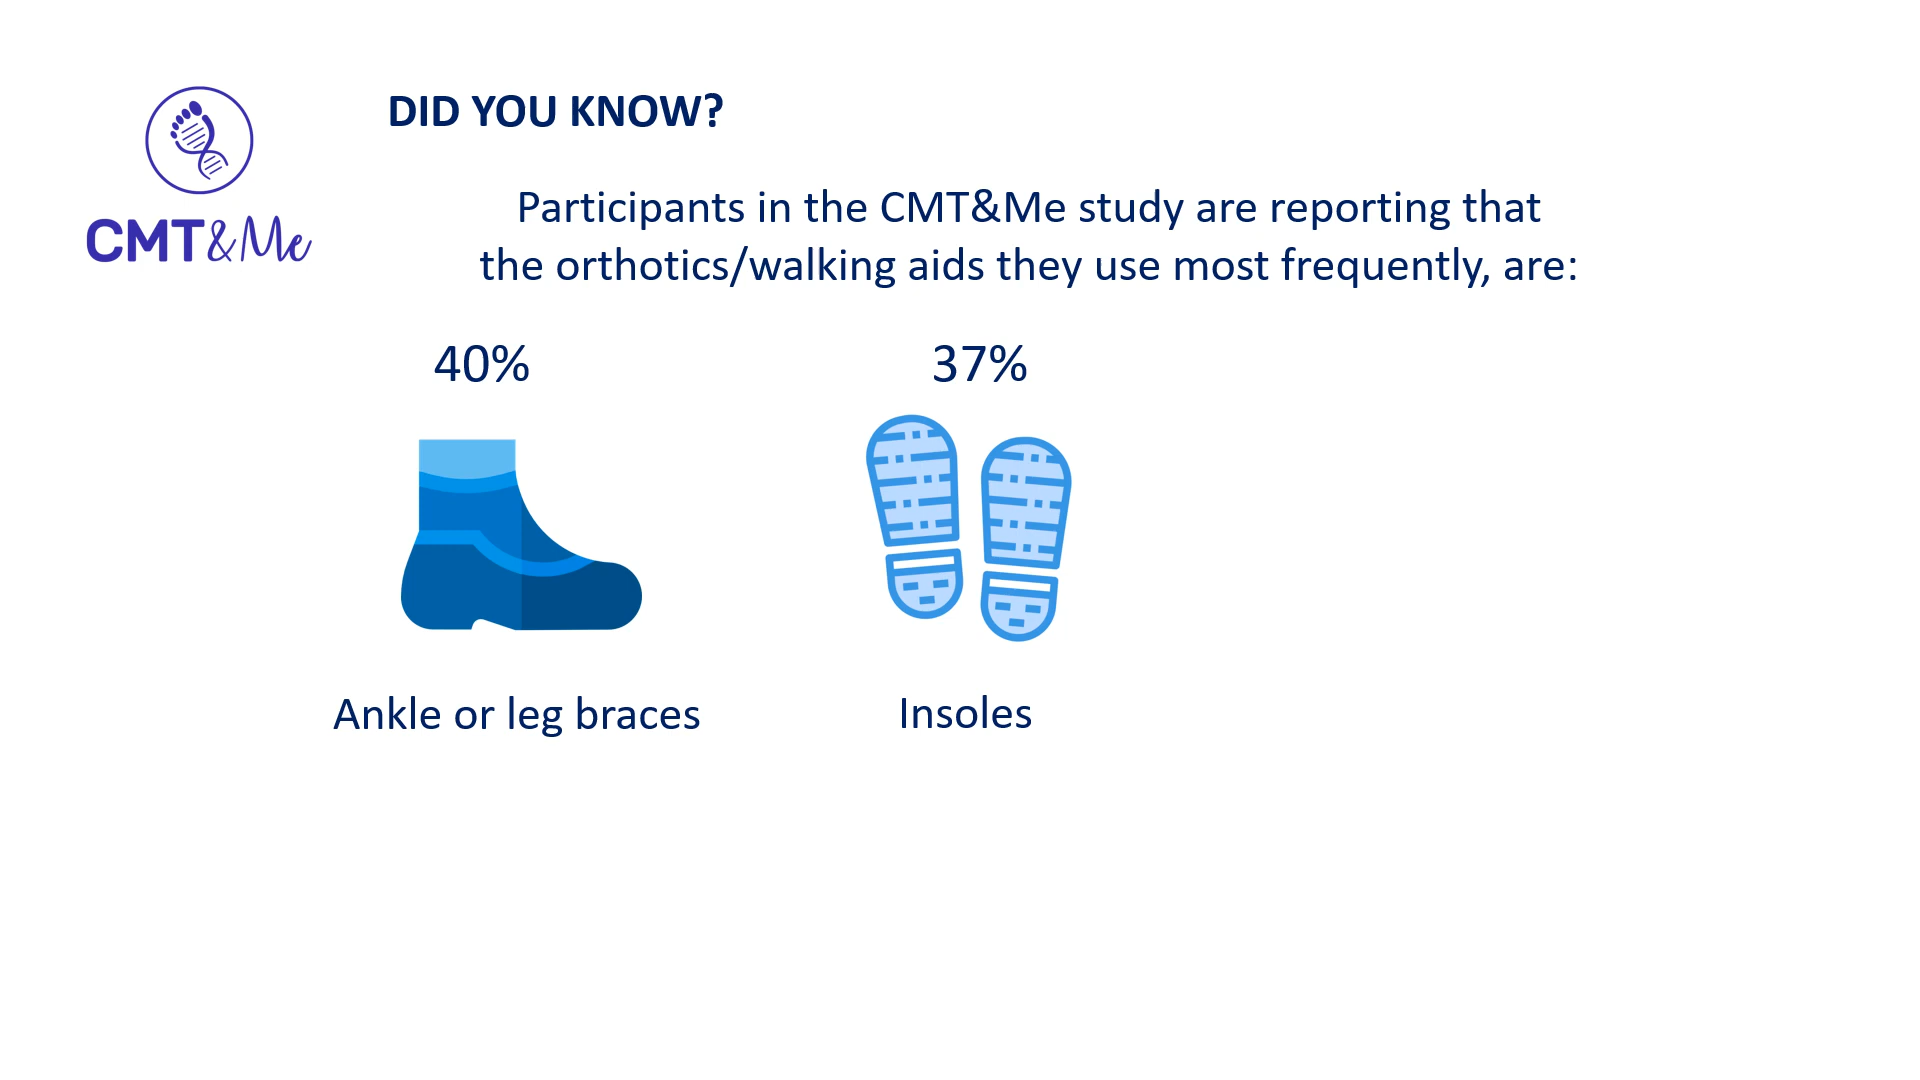 CMT&Me
DID YOU KNOW?
Participants in the CMT&Me study are reporting that
the orthotics/walking aids they use most frequently, are:
40%
37%
Ankle or leg braces
Insoles